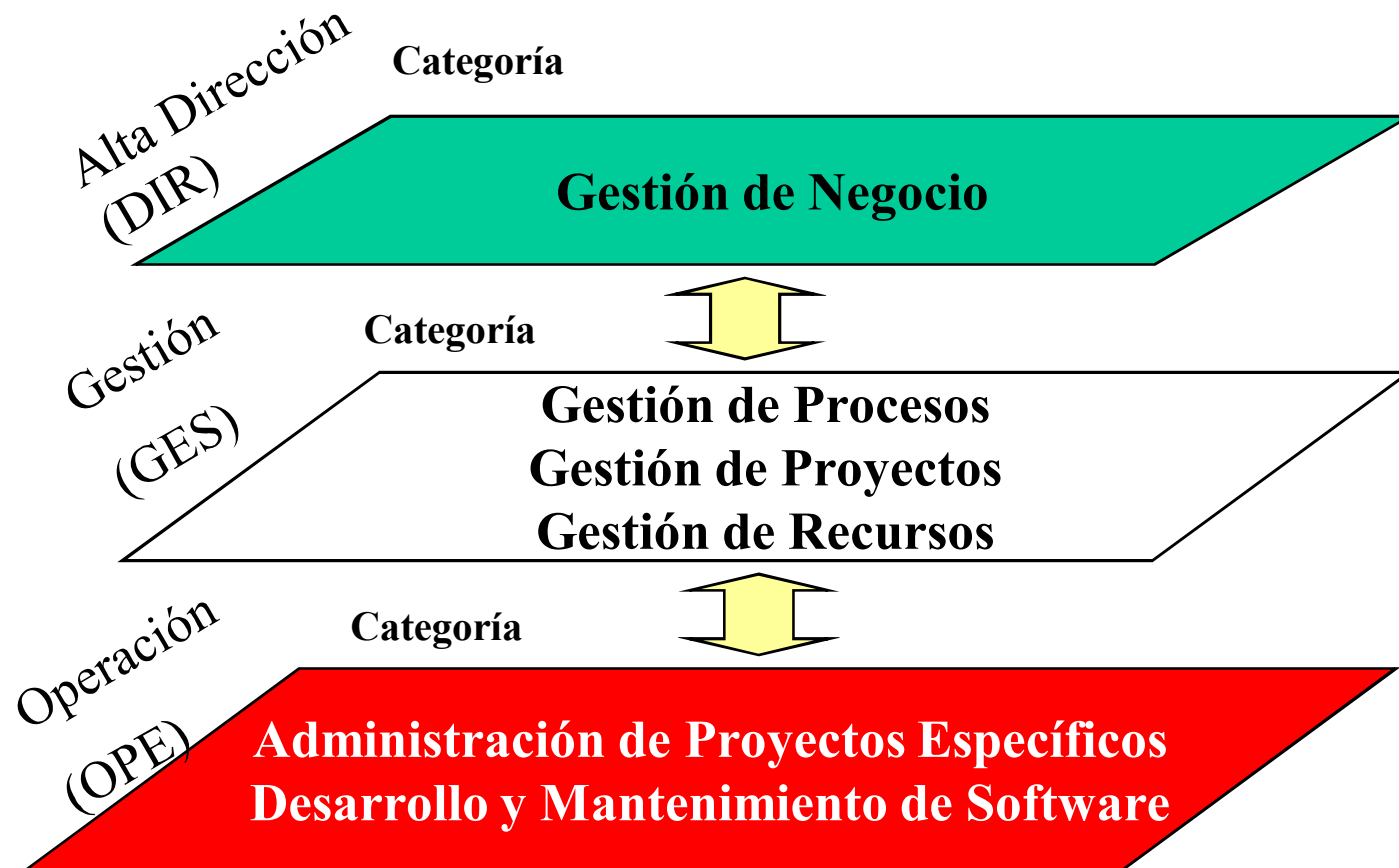 Categoría
Alta Dirección
(DIR)
Gestión de Negocio
Categoría
Gestión
(GES)
Gestión de Procesos
Gestión de Proyectos
Gestión de Recursos
Categoría
Operación
(OPE)
Administración de Proyectos Específicos
Desarrollo y Mantenimiento de Software